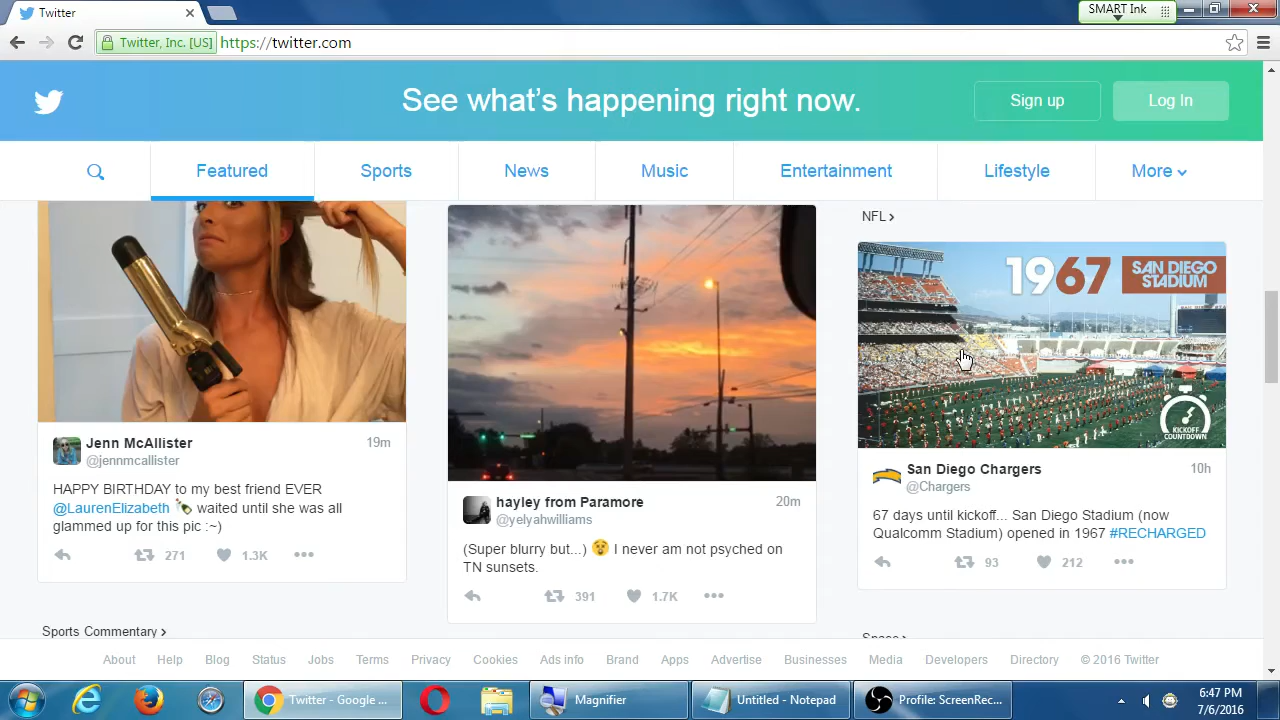 Twitter
SMART Ink
Twitter, Inc. [US]
https://twitter.com
See what's happening right now.
Sign up
Log In
Featured
Sports
News
Music
Entertainment
Lifestyle
More
NFL
1967 SAN DIEGO STADIUM
KICKOFF
COUNTDOWN
Jenn McAllister
19m
@jennmcallister
HAPPY BIRTHDAY to my best friend EVER
@LaurenElizabeth waited until she was all
glammed up for this pic :~)
271
1.3K
hayley from Paramore
20m
@yelyahwilliams
(Super blurry but...) I never am not psyched on
TN sunsets.
391
1.7K
San Diego Chargers
10h
@Chargers
67 days until kickoff... San Diego Stadium (now
Qualcomm Stadium) opened in 1967 #RECHARGED
93
212
Sports Commentary
Space
About Help Blog Status Jobs Terms Privacy Cookies Ads info Brand Apps Advertise Businesses Media Developers Directory © 2016 Twitter
Twitter - Google ...
Magnifier
Untitled - Notepad
Profile: ScreenRec...
6:47 PM
7/6/2016